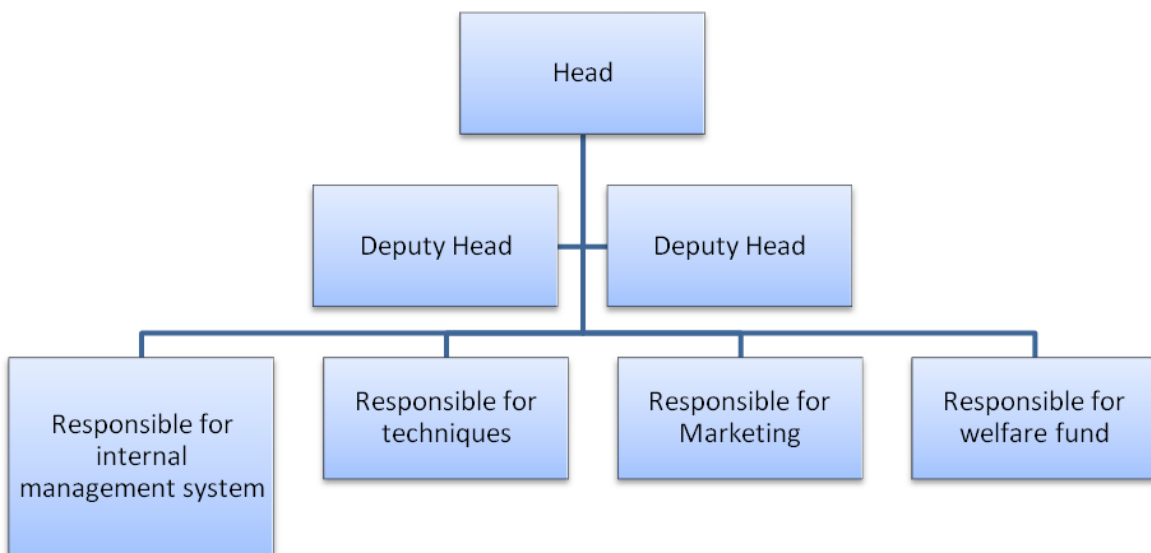 Head
Deputy Head
Deputy Head
Responsible for
internal
management system
Responsible for
techniques
Responsible for
Marketing
Responsible for
welfare fund